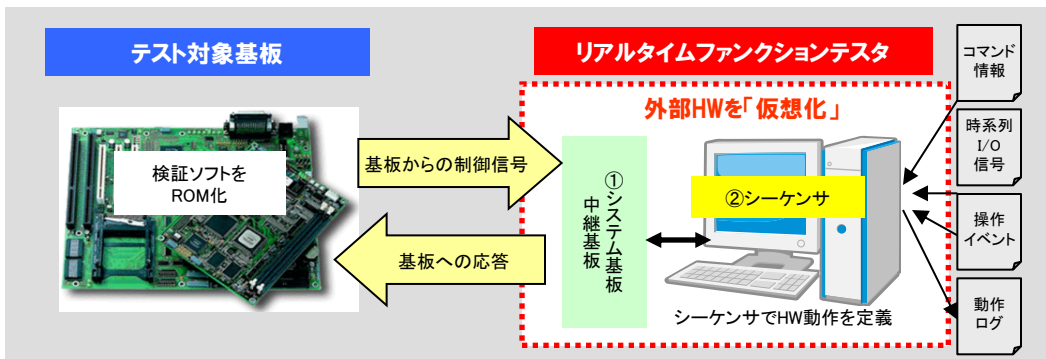 テスト対象基板
検証ソフトを
ROM化
基板からの制御信号
基板への応答
リアルタイムファンクションテスタ
外部HWを「仮想化」
①システム基板
中継基板
②シーケンサ
シーケンサでHW動作を定義
コマンド
情報
時系列
I/O
信号
操作
イベント
動作
ログ